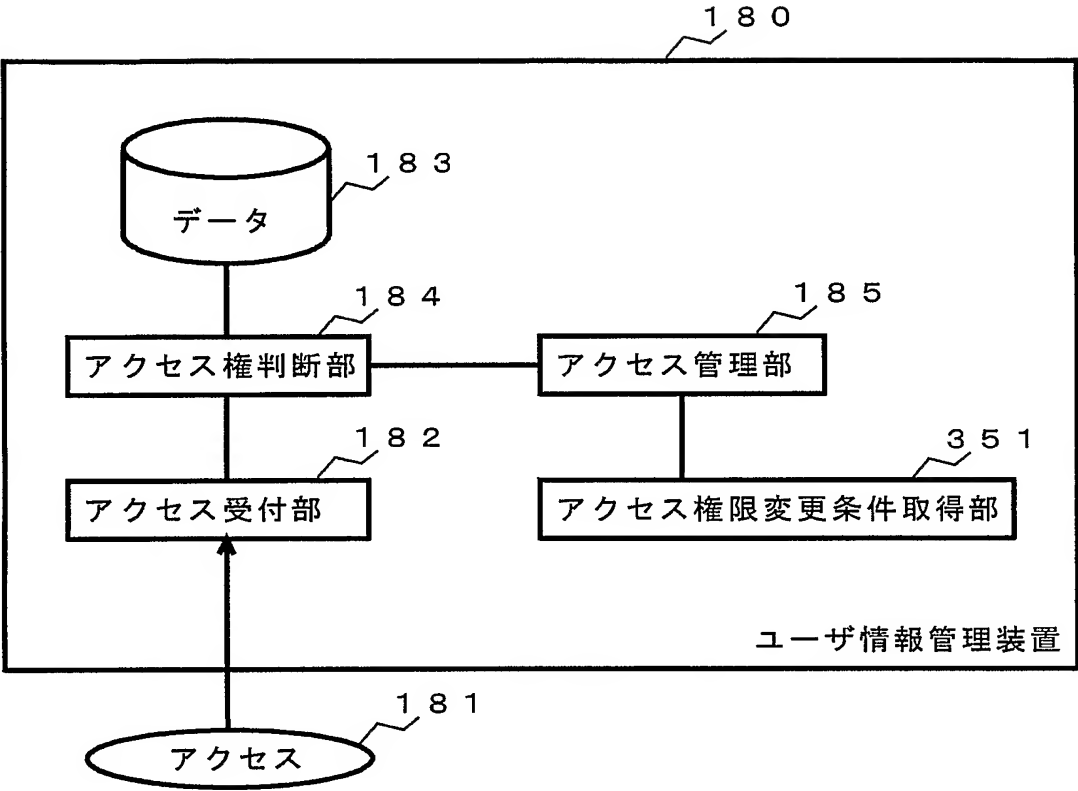 180
183
データ
184
185
アクセス権判断部
アクセス管理部
182
351
アクセス受付部
アクセス権限変更条件取得部
ユーザ情報管理装置
181
アクセス